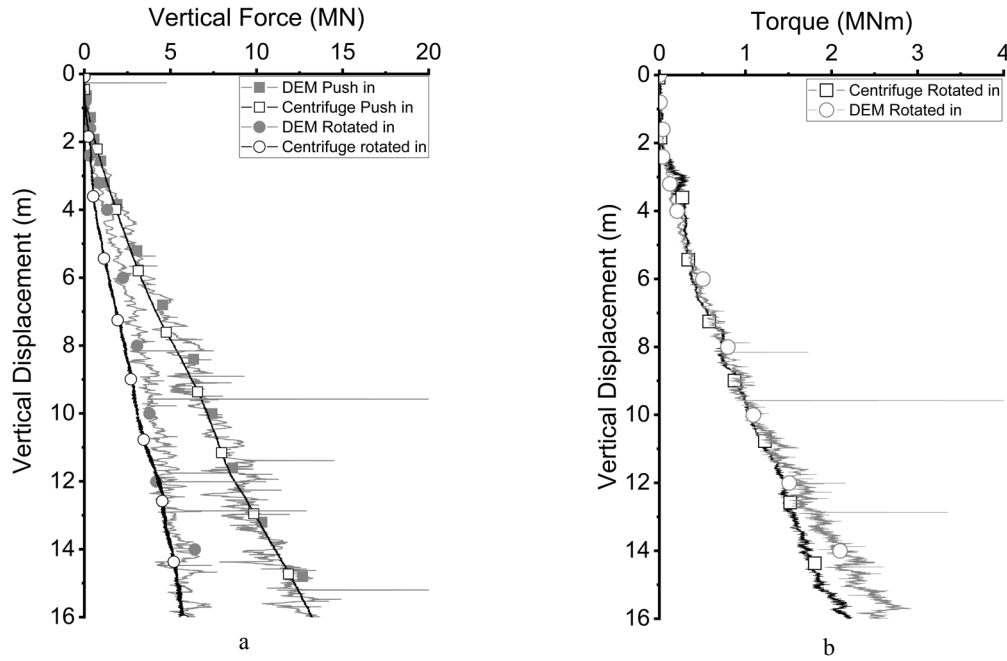 Vertical Force (MN)
0 5 10 15 20
0
2
4
6
8
10
12
14
16
Vertical Displacement (m)
DEM Push in
Centrifuge Push in
DEM Rotated in
Centrifuge rotated in
a
Torque (MNm)
0 1 2 3 4
0
2
4
6
8
10
12
14
16
Vertical Displacement (m)
Centrifuge Rotated in
DEM Rotated in
b